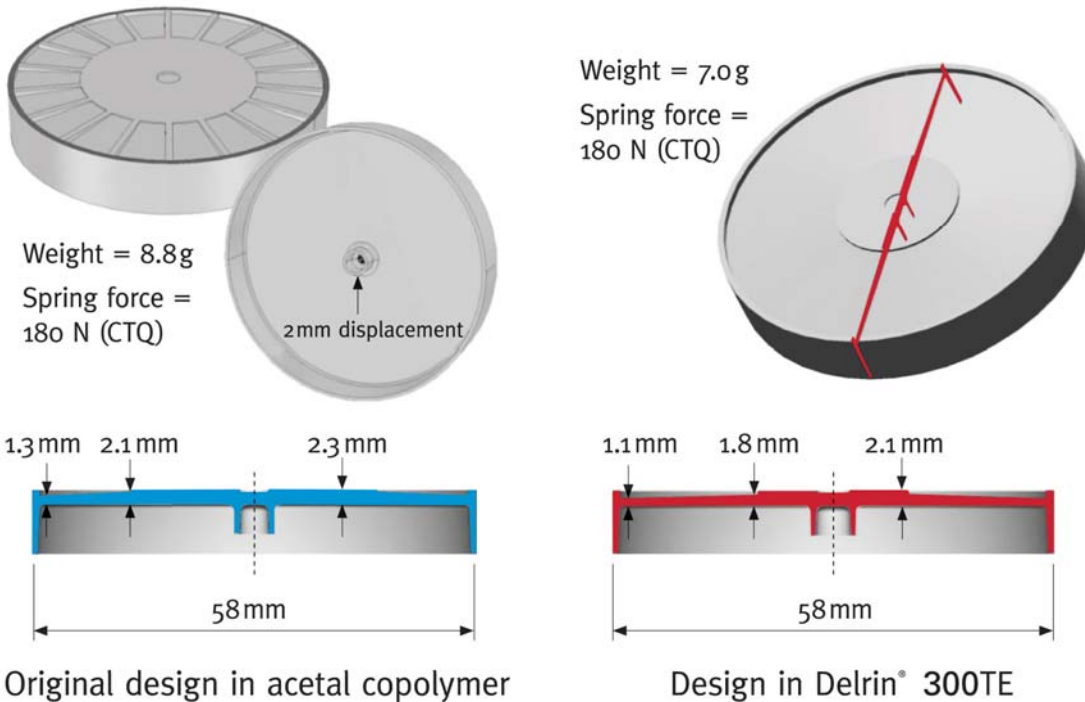 Weight = 8.8g
Spring force =
180 N (CTQ)
2mm displacement
Weight = 7.0g
Spring force =
180 N (CTQ)
1.3mm 2.1mm 2.3mm
58mm
Original design in acetal copolymer
1.1mm 1.8mm 2.1mm
58mm
Design in Delrin® 300TE